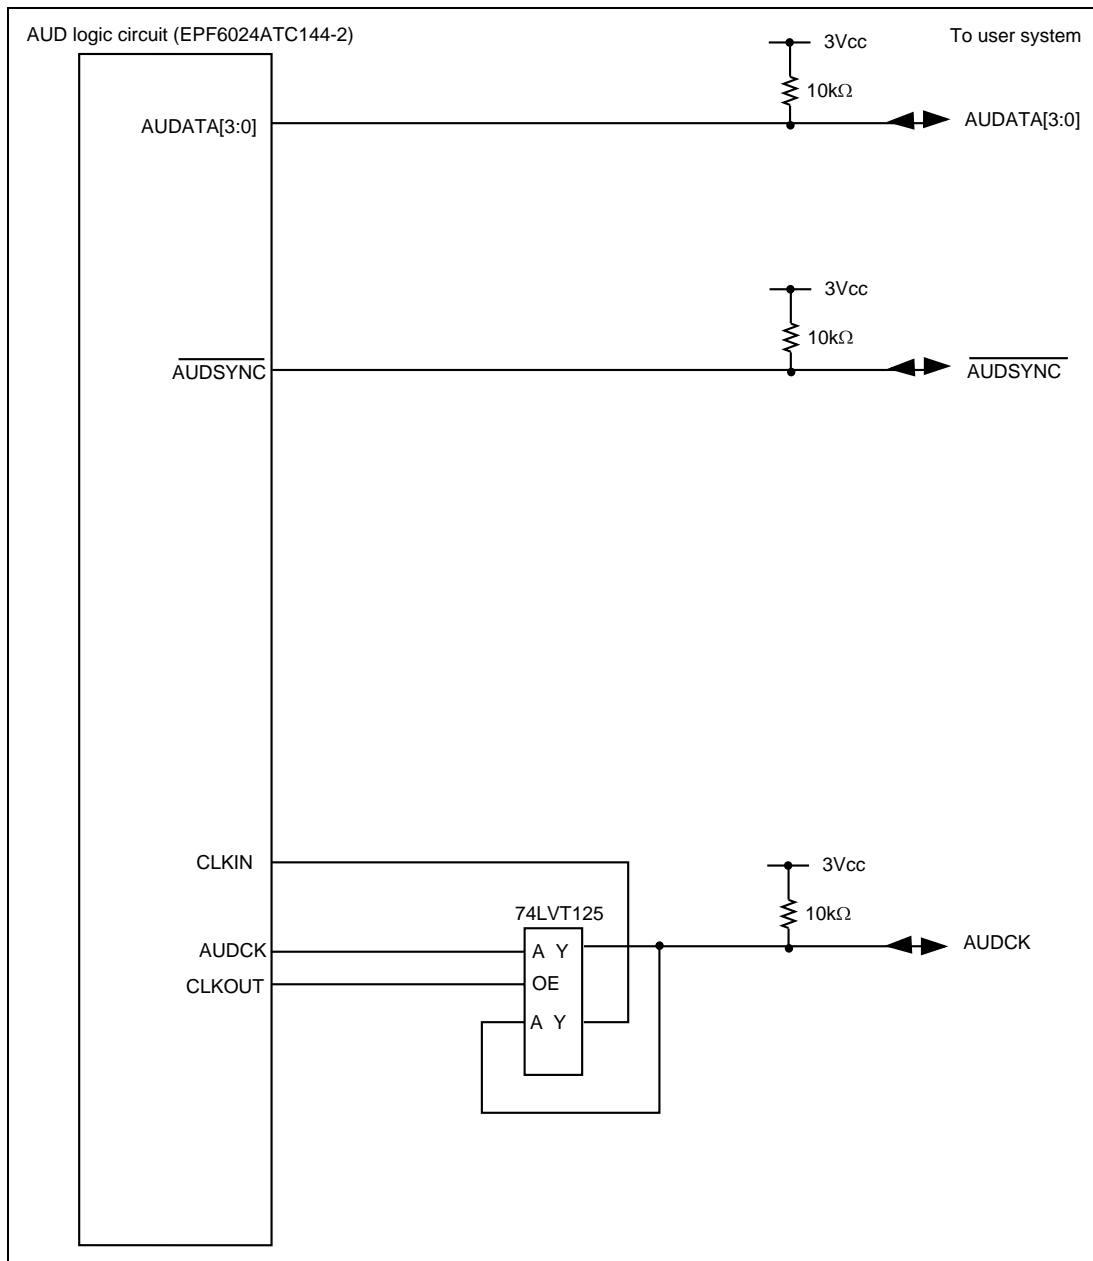 AUD logic circuit (EPF6024ATC144-2)
3Vcc
To user system
10kΩ
AUDATA[3:0]
AUDATA[3:0]
3Vcc
10kΩ
AUDSYNC
AUDSYNC
CLKIN
3Vcc
74LVT125
10kΩ
AUDCK
A Y
AUDCK
CLKOUT
OE
A Y